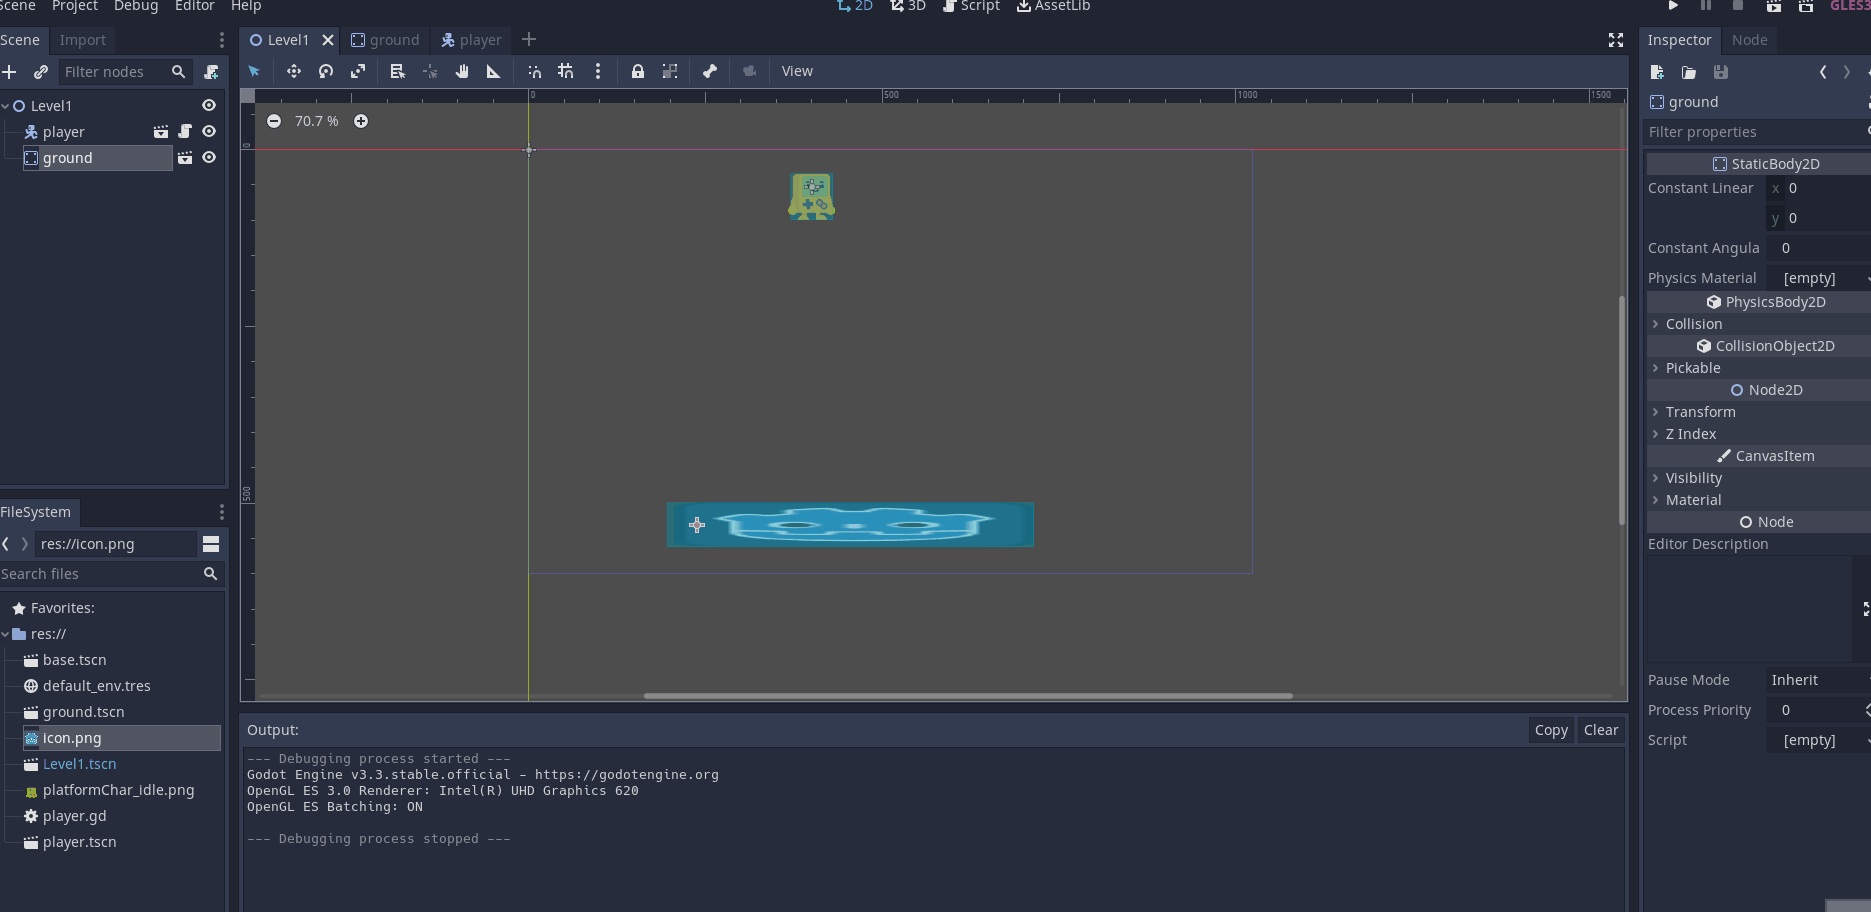 Scene Project Debug Editor Help
2D 3D Script AssetLib
GLES3
Scene Import
Level1 ground player
Inspector Node
Filter nodes
View
Level1
player
ground
0 500 1000 1500
70.7 %
0
500
ground
Filter properties
StaticBody2D
Constant Linear x 0
y 0
Constant Angula 0
Physics Material [empty]
PhysicsBody2D
Collision
CollisionObject2D
Pickable
Node2D
Transform
Z Index
CanvasItem
Visibility
Material
Node
Editor Description
Pause Mode Inherit
Process Priority 0
Script [empty]
FileSystem
res://icon.png
Search files
Favorites:
res://
base.tscn
default_env.tres
ground.tscn
icon.png
Level1.tscn
platformChar_idle.png
player.gd
player.tscn
Output:
Copy Clear
--- Debugging process started ---
Godot Engine v3.3.stable.official - https://godotengine.org
OpenGL ES 3.0 Renderer: Intel(R) UHD Graphics 620
OpenGL ES Batching: ON
--- Debugging process stopped ---